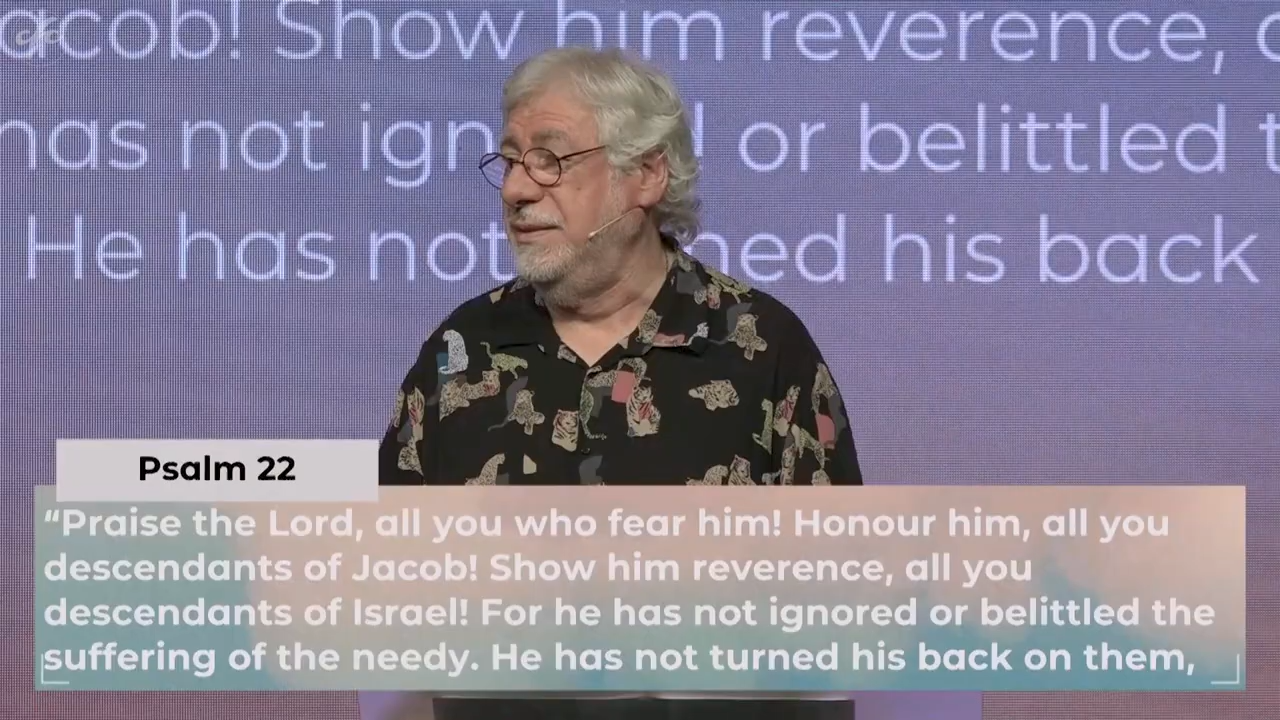 acob! Show him reverence,
has not ign or belittled
He has not ned his back
Psalm 22
“Praise the Lord, all you who fear him! Honour him, all you
descendants of Jacob! Show him reverence, all you
descendants of Israel! For he has not ignored or belittled the
suffering of the needy. He has not turned his back on them,